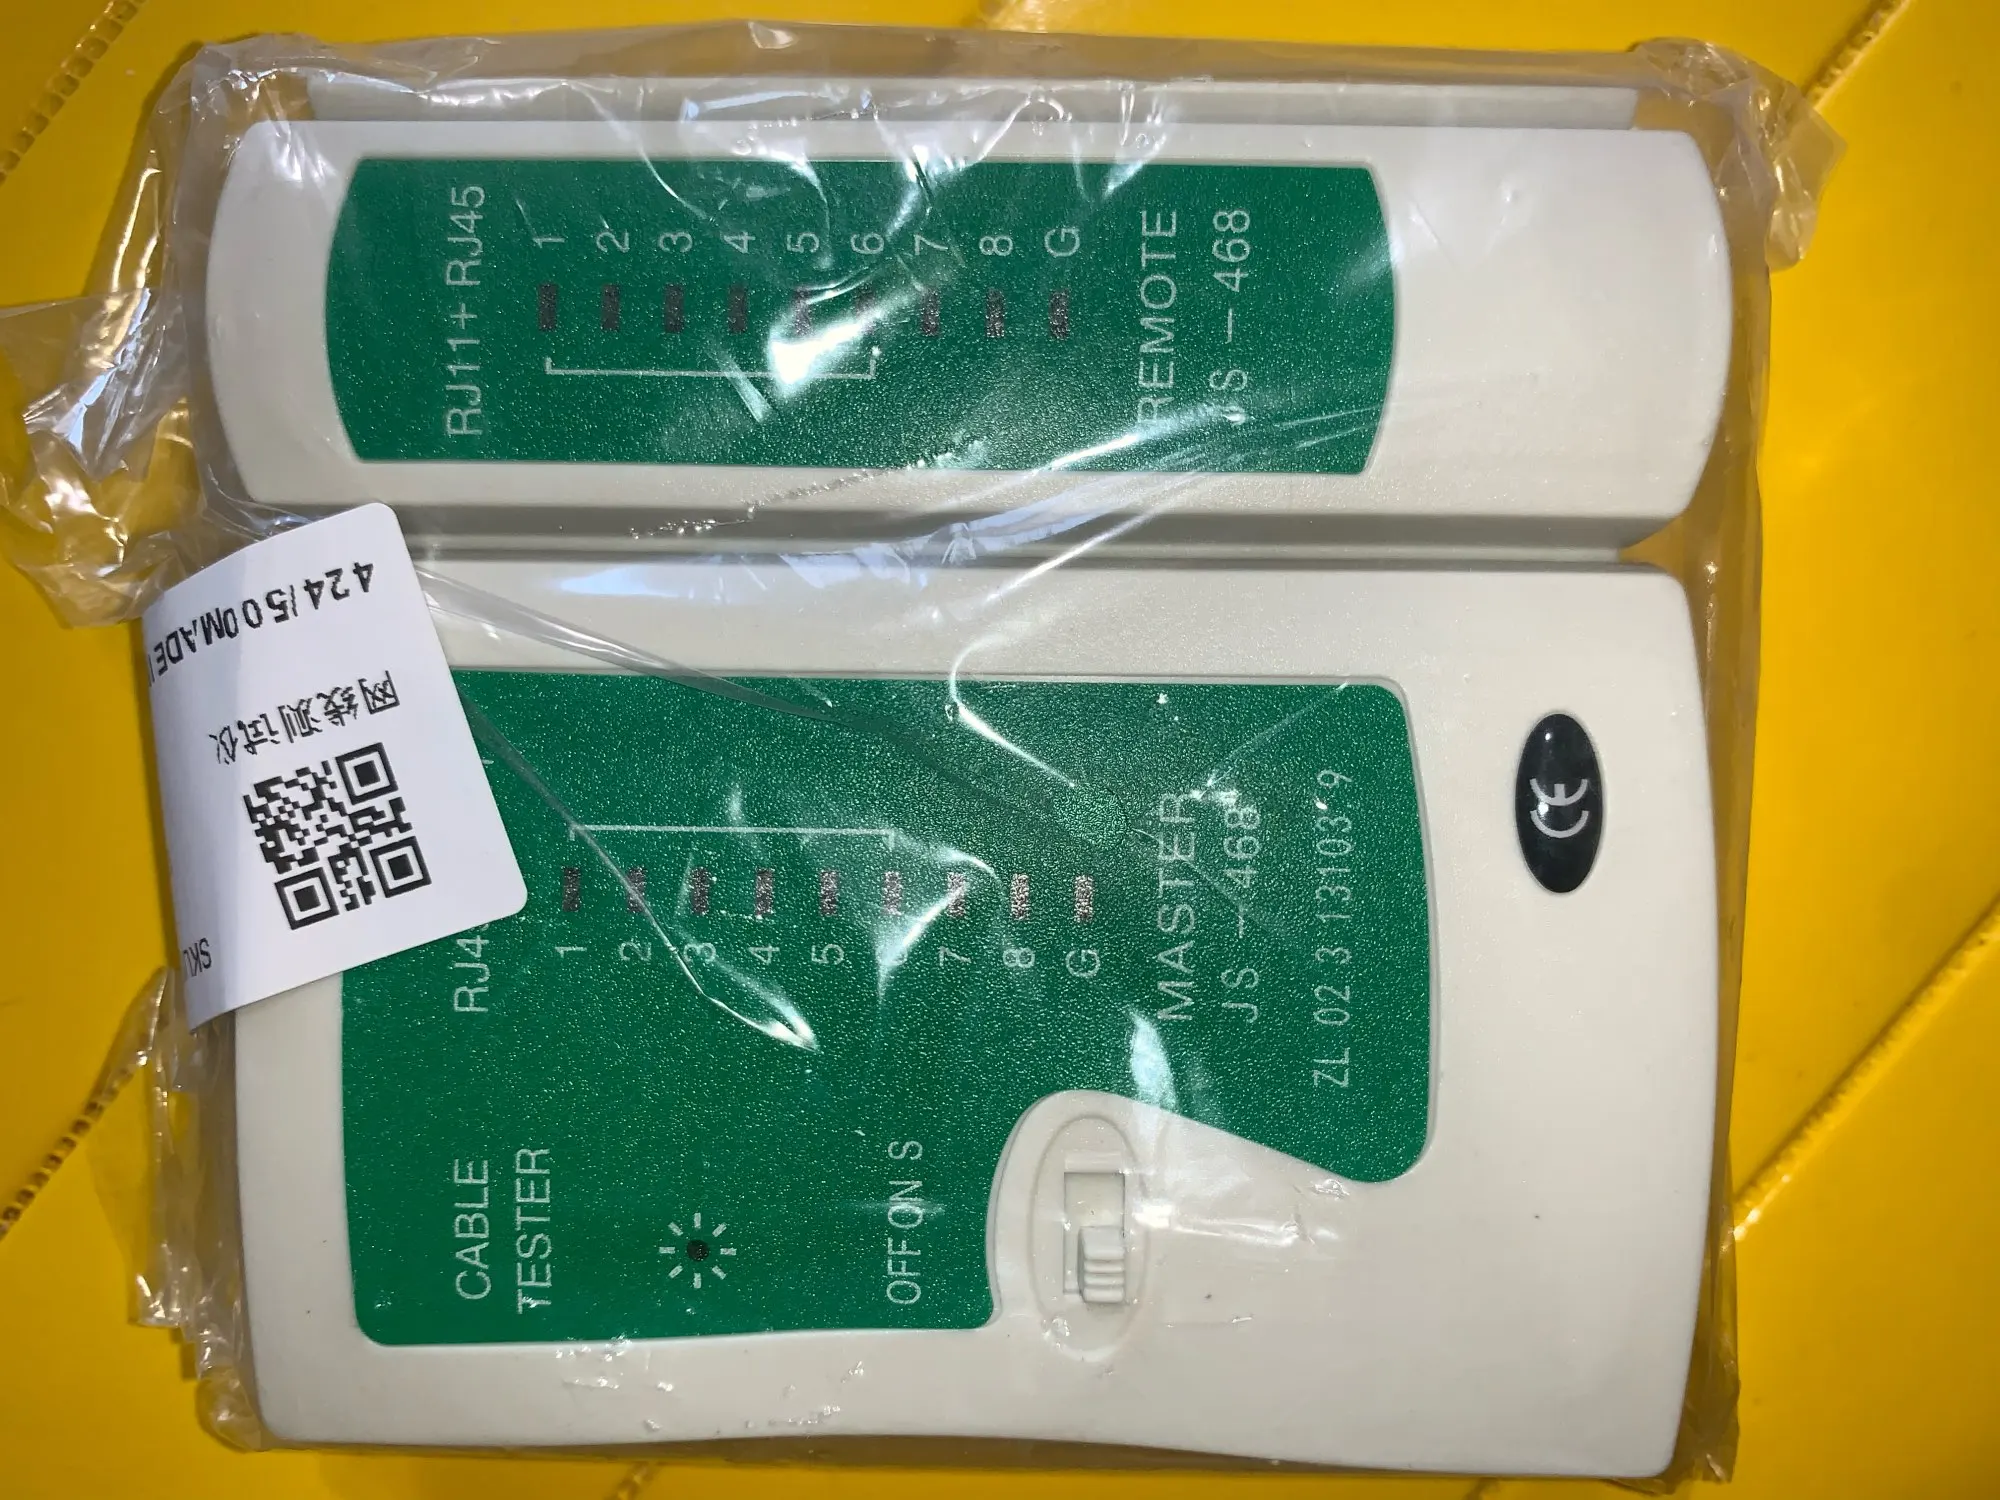 RJ11+RJ45
1 2 3 4 5 6 7 8 G
REMOTE
JS-468
424/500MADE
网线测试仪
CABLE
TESTER
1 2 3 4 5 6 7 8 G
OFF ON S
MASTER
JS-468
ZL 02 3 13103.9
CE